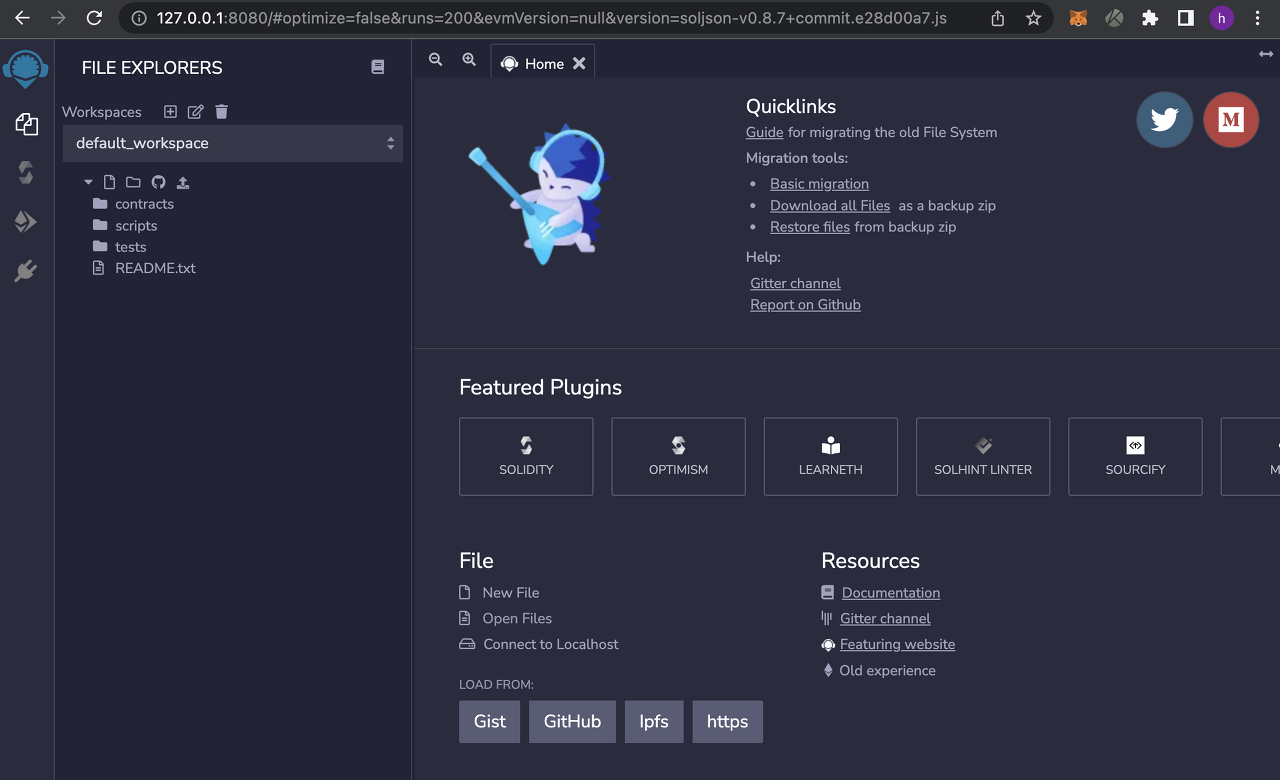 127.0.0.1:8080/#optimize=false&runs=200&evmVersion=null&version=soljson-v0.8.7+commit.e28d00a7.js
h
FILE EXPLORERS
Workspaces
default_workspace
contracts
scripts
tests
README.txt
Home
Quicklinks
Guide for migrating the old File System
Migration tools:
Basic migration
Download all Files as a backup zip
Restore files from backup zip
Help:
Gitter channel
Report on Github
M
Featured Plugins
SOLIDITY
OPTIMISM
LEARNETH
SOLHINT LINTER
SOURCIFY
M
File
New File
Open Files
Connect to Localhost
LOAD FROM:
Gist
GitHub
Ipfs
https
Resources
Documentation
Gitter channel
Featuring website
Old experience